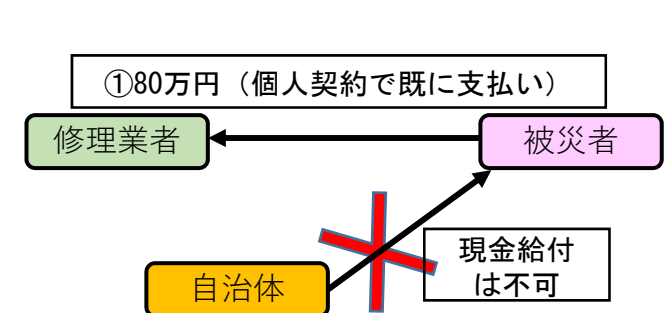 ①80万円（個人契約で既に支払い）
修理業者
被災者
現金給付
は不可
自治体